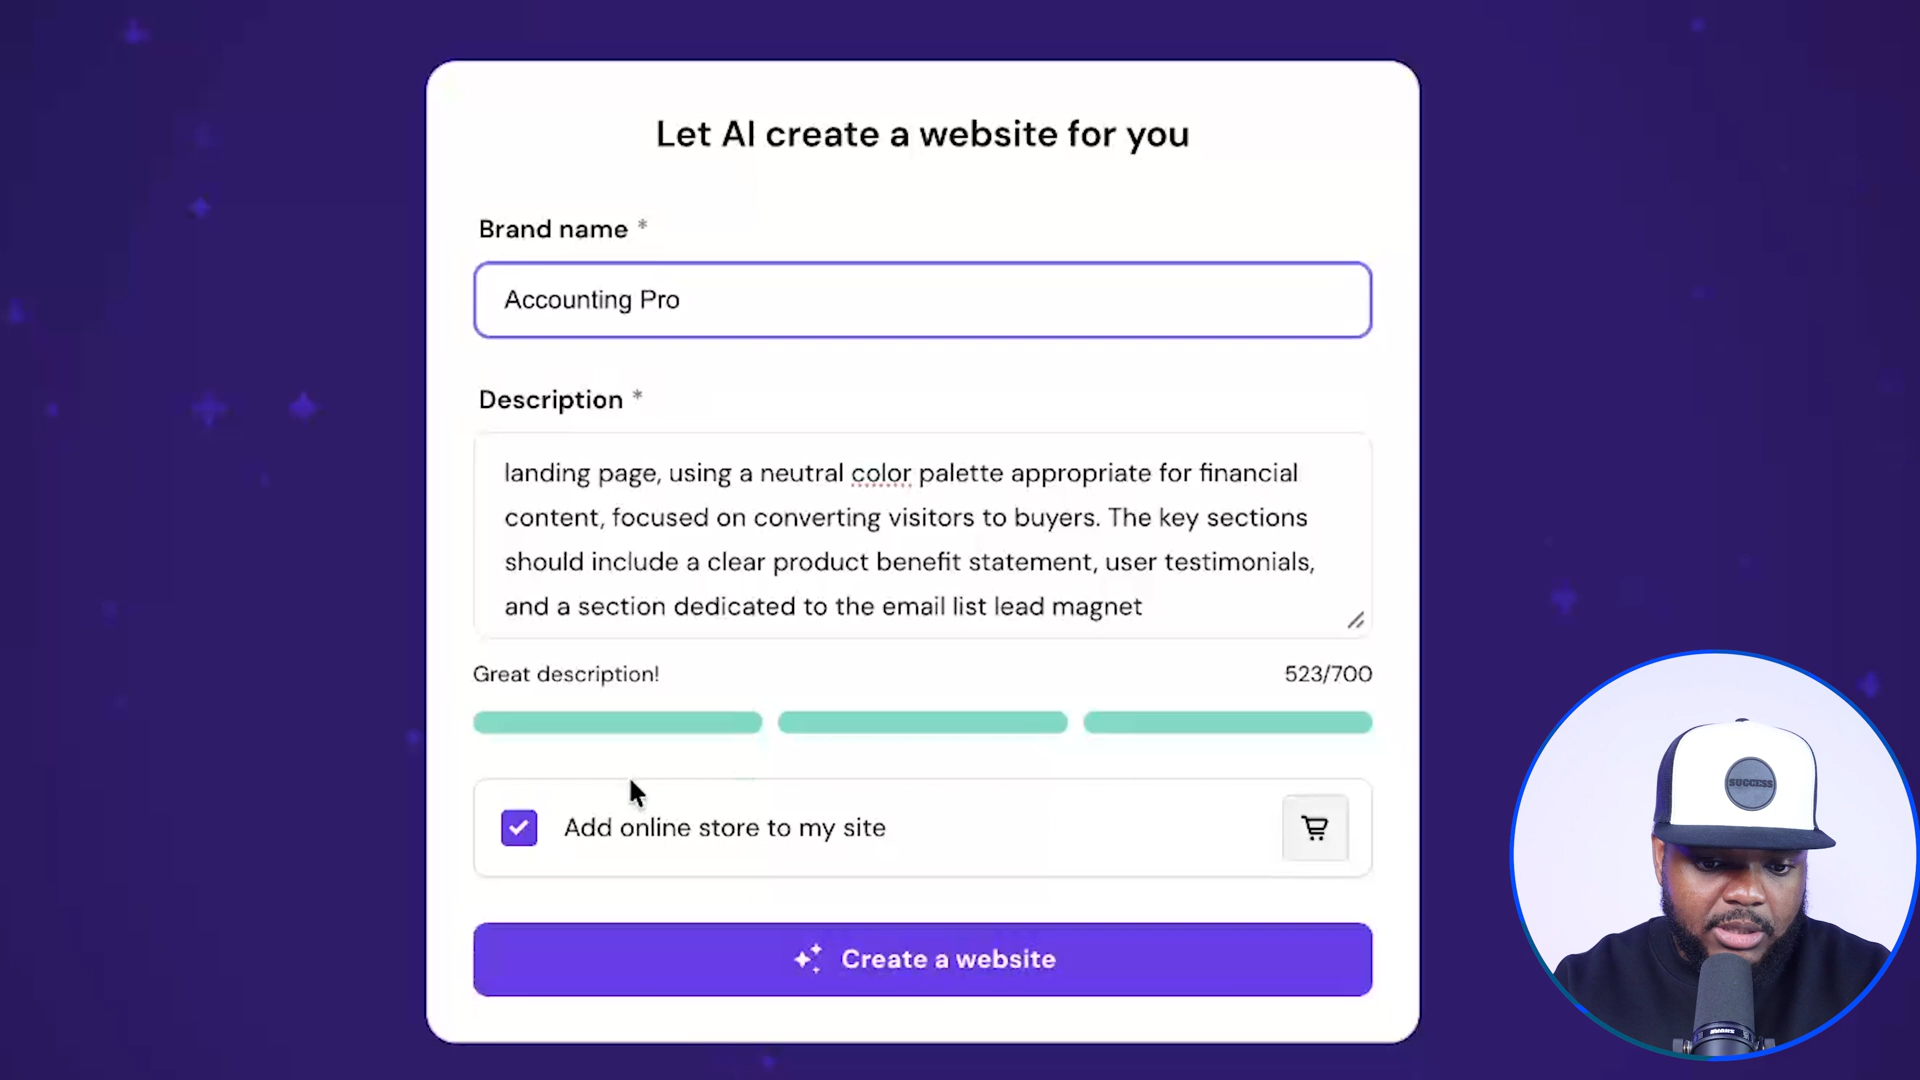 Let AI create a website for you
Brand name *
Accounting Pro
Description *
landing page, using a neutral color palette appropriate for financial
content, focused on converting visitors to buyers. The key sections
should include a clear product benefit statement, user testimonials,
and a section dedicated to the email list lead magnet
Great description!
523/700
Add online store to my site
Create a website
SUCCESS